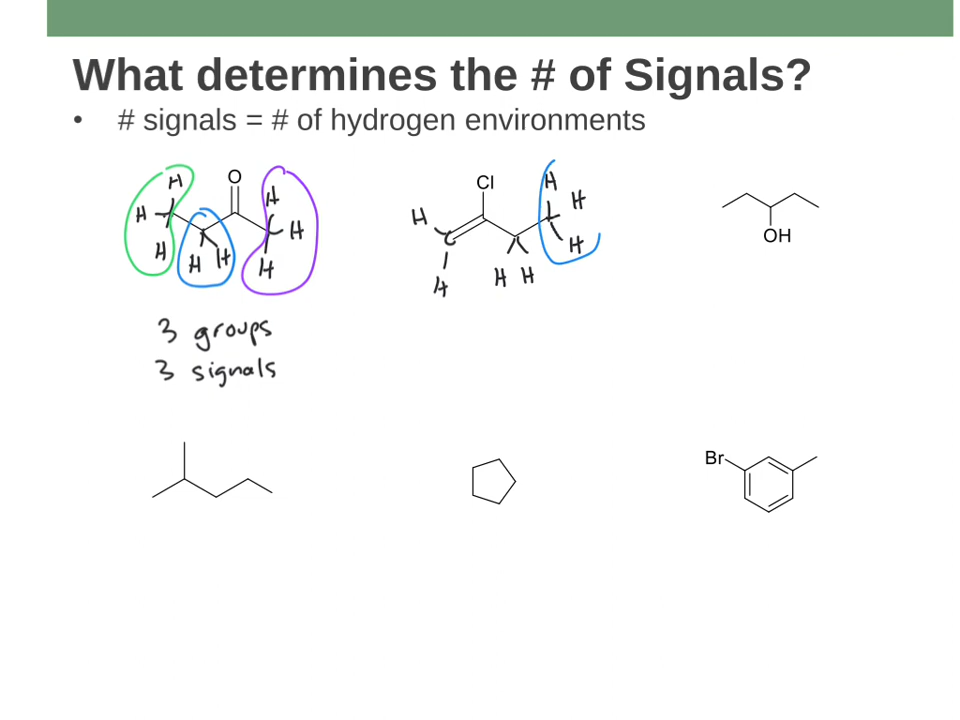 What determines the # of Signals?
• # signals = # of hydrogen environments
H
O
H
H
H
H
H
H
H
Cl
H
H
H
H
H
H
H
OH
3 groups
3 signals
Br